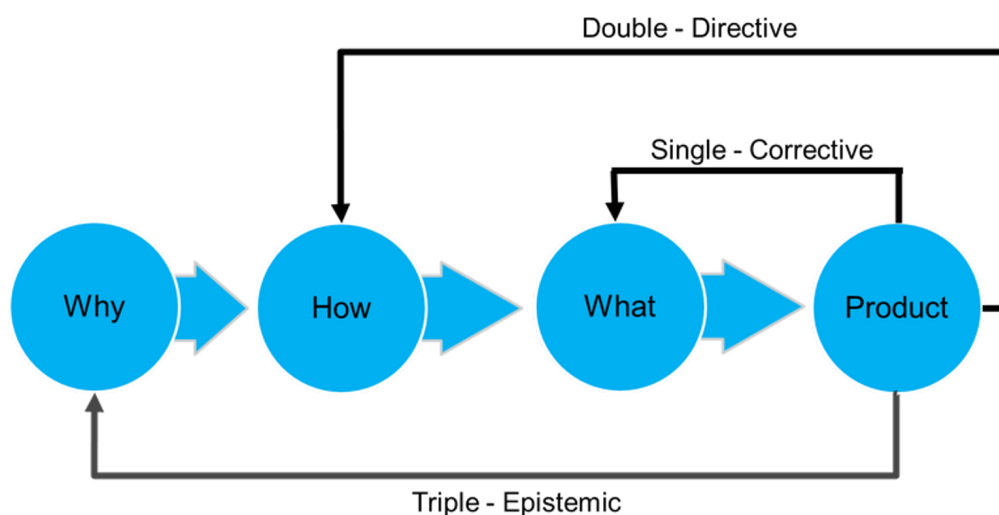 Double - Directive
Single - Corrective
Why
How
What
Product
Triple - Epistemic